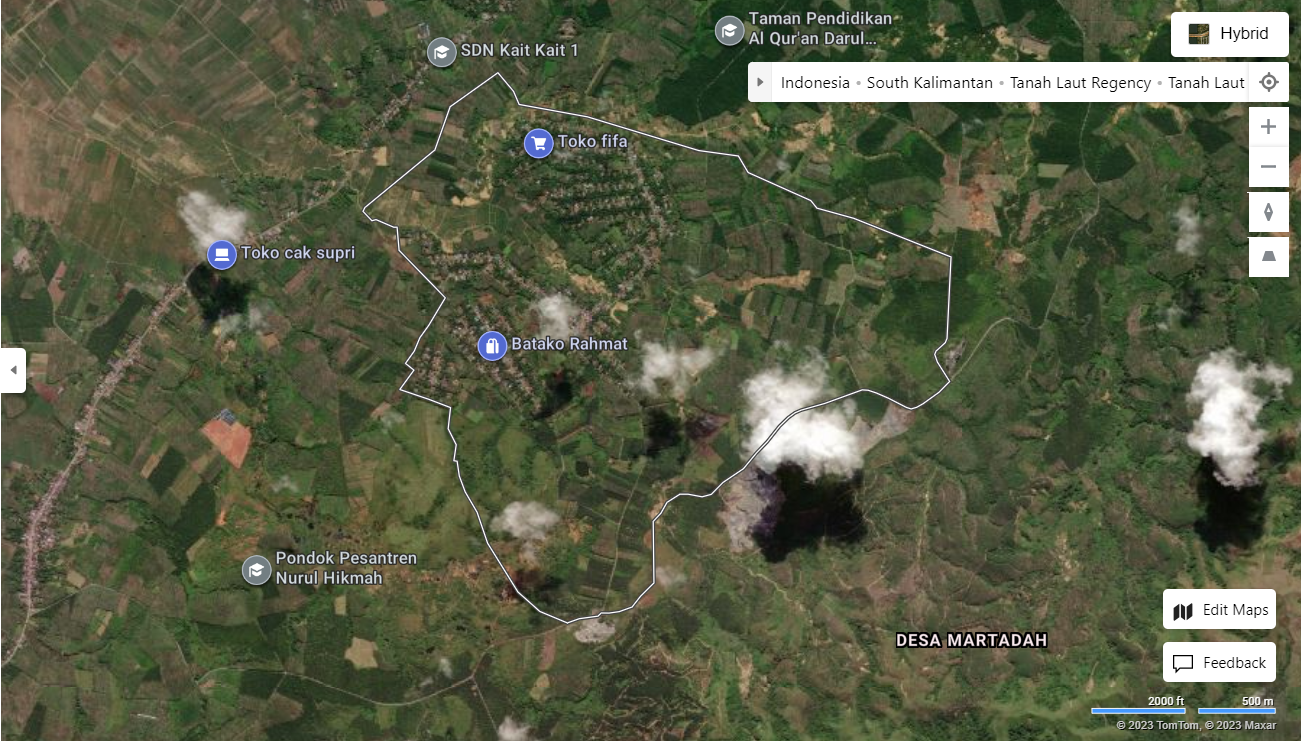 SDN Kait Kait 1
Taman Pendidikan
Al Qur'an Darul...
Hybrid
Indonesia • South Kalimantan • Tanah Laut Regency • Tanah Laut
Toko fifa
Toko cak supri
Batako Rahmat
Pondok Pesantren
Nurul Hikmah
Edit Maps
DESA MARTADAH
Feedback
2000 ft 500 m
© 2023 TomTom, © 2023 Maxar